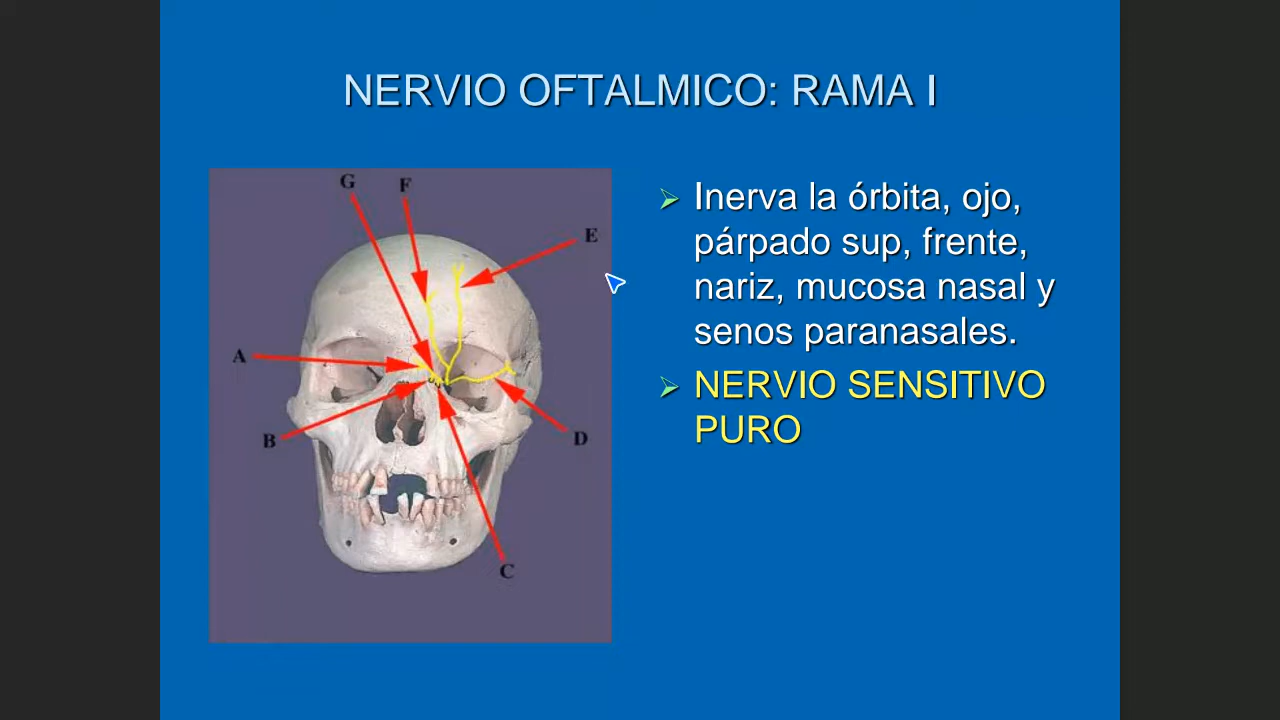 NERVIO OFTALMICO: RAMA I
G F
E
A
B
D
C
Inerva la órbita, ojo,
párpado sup, frente,
nariz, mucosa nasal y
senos paranasales.
NERVIO SENSITIVO
PURO